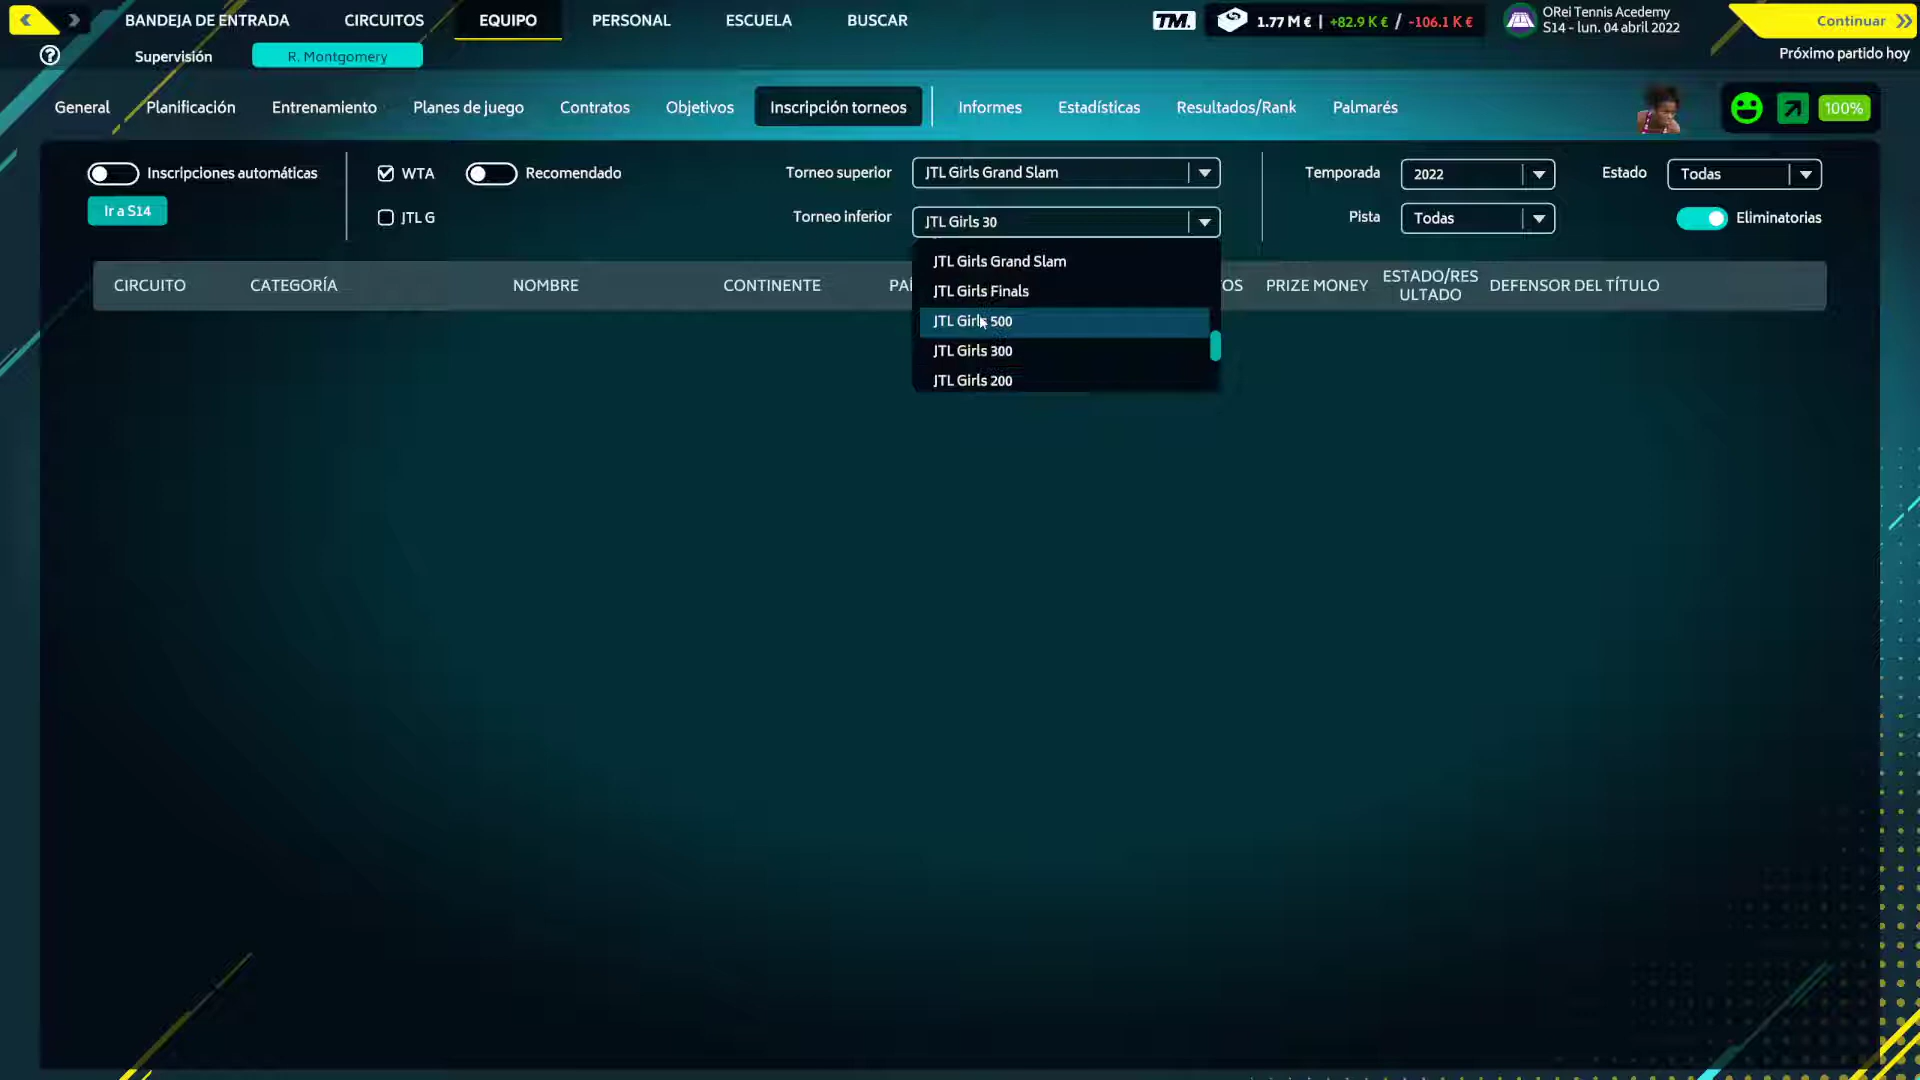 BANDEJA DE ENTRADA
CIRCUITOS
EQUIPO
PERSONAL
ESCUELA
BUSCAR
TM.
1.77 M € | +82.9 K € / -106.1 K €
ORei Tennis Acedemy
S14 - lun. 04 abril 2022
Continuar
Próximo partido hoy
?
Supervisión
R. Montgomery
General
Planificación
Entrenamiento
Planes de juego
Contratos
Objetivos
Inscripción torneos
Informes
Estadísticas
Resultados/Rank
Palmarés
100%
Inscripciones automáticas
WTA
Recomendado
Torneo superior
JTL Girls Grand Slam
Temporada
2022
Estado
Todas
Ir a S14
JTL G
Torneo inferior
JTL Girls 30
Pista
Todas
Eliminatorias
CIRCUITO
CATEGORÍA
NOMBRE
CONTINENTE
PAÍ
OS
PRIZE MONEY
ESTADO/RES
ULTADO
DEFENSOR DEL TÍTULO
JTL Girls Grand Slam
JTL Girls Finals
JTL Girls 500
JTL Girls 300
JTL Girls 200